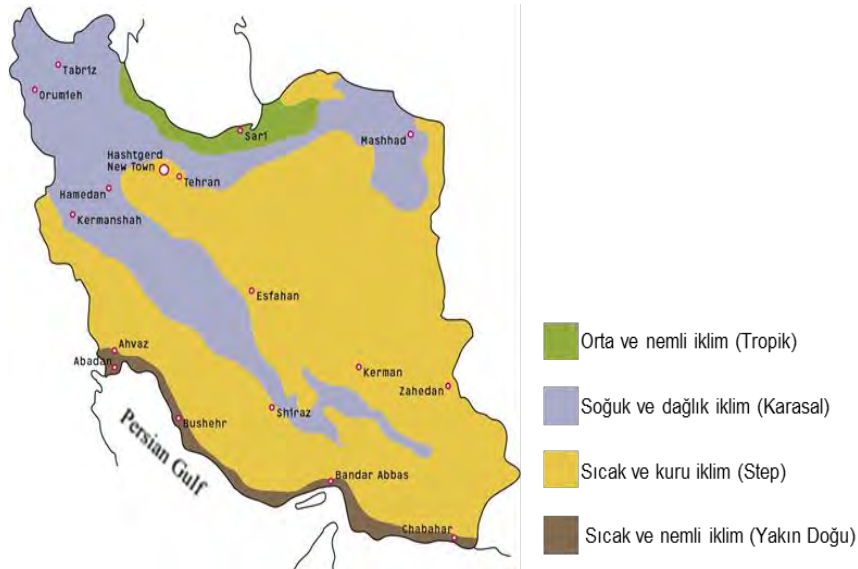 Tabriz
Orumieh
Sari
Mashhad
Hashtgerd
New Town
Tehran
Hamedan
Kermanshah
Esfahan
Ahvaz
Abadan
Kerman
Zahedan
Shiraz
Bushehr
Persian Gulf
Bandar Abbas
Chabahar
Orta ve nemli iklim (Tropik)
Soğuk ve dağlık iklim (Karasal)
Sıcak ve kuru iklim (Step)
Sıcak ve nemli iklim (Yakın Doğu)